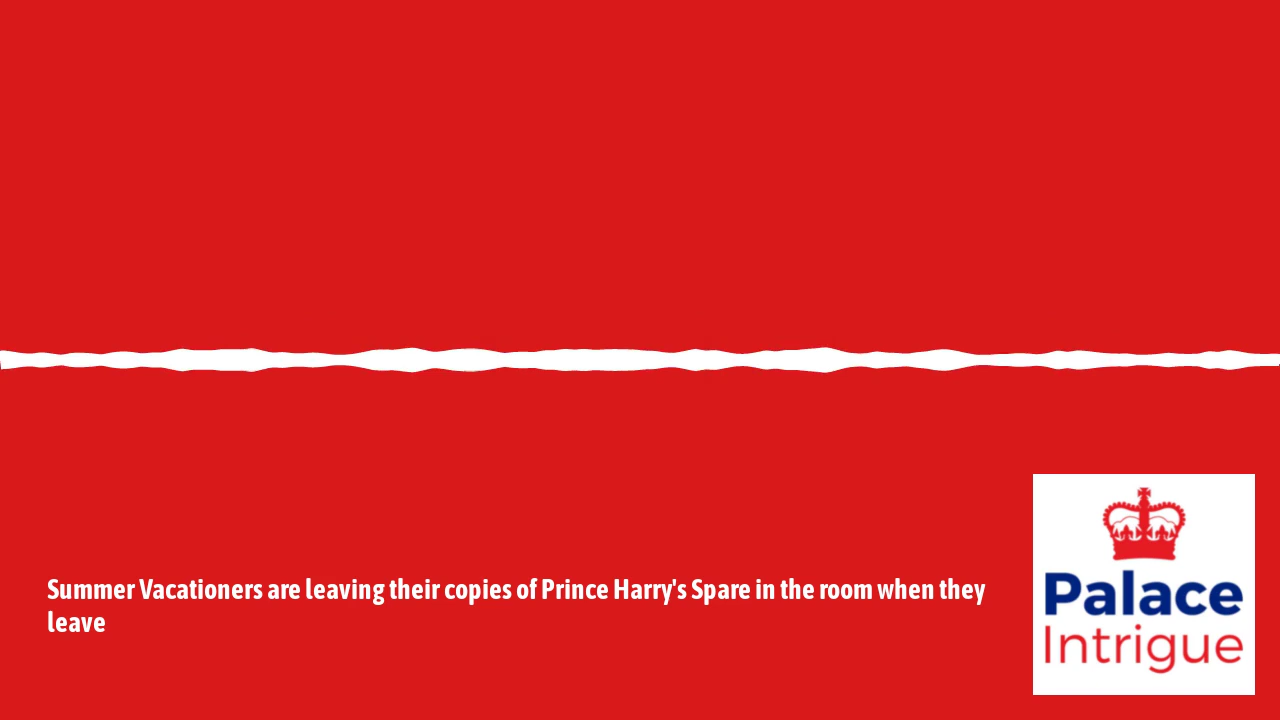 Summer Vacationers are leaving their copies of Prince Harry's Spare in the room when they
leave
Palace
Intrigue